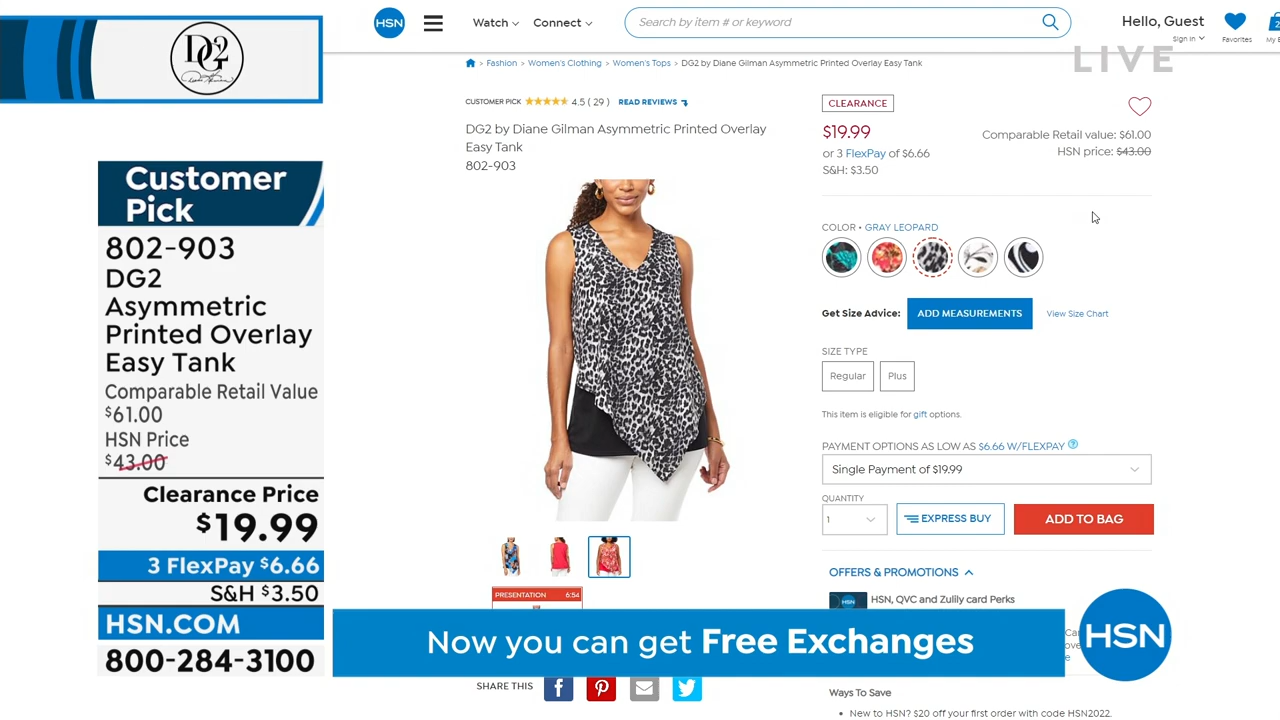 DG2
Customer
Pick
802-903
DG2
Asymmetric
Printed Overlay
Easy Tank
Comparable Retail Value
$61.00
HSN Price
$43.00
Clearance Price
$19.99
3 FlexPay $6.66
S&H $3.50
HSN.COM
800-284-3100
HSN
Watch
Connect
Search by item # or keyword
Hello, Guest
Sign In
Favorites
My
2
LIVE
> Fashion > Women's Clothing > Women's Tops > DG2 by Diane Gilman Asymmetric Printed Overlay Easy Tank
CUSTOMER PICK 4.5 ( 29 ) READ REVIEWS
DG2 by Diane Gilman Asymmetric Printed Overlay
Easy Tank
802-903
CLEARANCE
$19.99
or 3 FlexPay of $6.66
S&H: $3.50
Comparable Retail value: $61.00
HSN price: $43.00
COLOR • GRAY LEOPARD
Get Size Advice: ADD MEASUREMENTS View Size Chart
SIZE TYPE
Regular Plus
This item is eligible for gift options.
PAYMENT OPTIONS AS LOW AS $6.66 W/FLEXPAY ?
Single Payment of $19.99
QUANTITY
1
EXPRESS BUY
ADD TO BAG
OFFERS & PROMOTIONS
HSN HSN, QVC and Zulily card Perks
PRESENTATION 6:54
Now you can get Free Exchanges
HSN
SHARE THIS
Ways To Save
• New to HSN? $20 off your first order with code HSN2022.